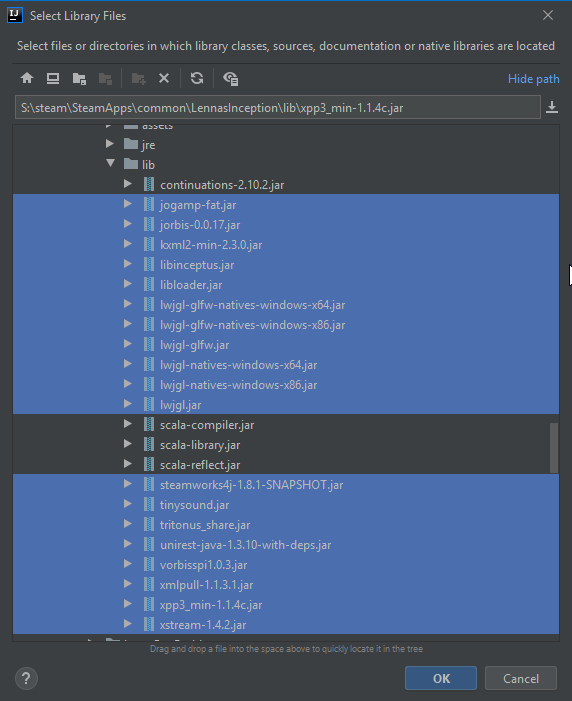 IJ
Select Library Files
Select files or directories in which library classes, sources, documentation or native libraries are located
Hide path
S:\steam\SteamApps\common\LennasInception\lib\xpp3_min-1.1.4c.jar
assets
jre
lib
continuations-2.10.2.jar
jogamp-fat.jar
jorbis-0.0.17.jar
kxml2-min-2.3.0.jar
libinceptus.jar
libloader.jar
lwjgl-glfw-natives-windows-x64.jar
lwjgl-glfw-natives-windows-x86.jar
lwjgl-glfw.jar
lwjgl-natives-windows-x64.jar
lwjgl-natives-windows-x86.jar
lwjgl.jar
scala-compiler.jar
scala-library.jar
scala-reflect.jar
steamworks4j-1.8.1-SNAPSHOT.jar
tinysound.jar
tritonus_share.jar
unirest-java-1.3.10-with-deps.jar
vorbisspi1.0.3.jar
xmlpull-1.1.3.1.jar
xpp3_min-1.1.4c.jar
xstream-1.4.2.jar
Drag and drop a file into the space above to quickly locate it in the tree
?
OK
Cancel